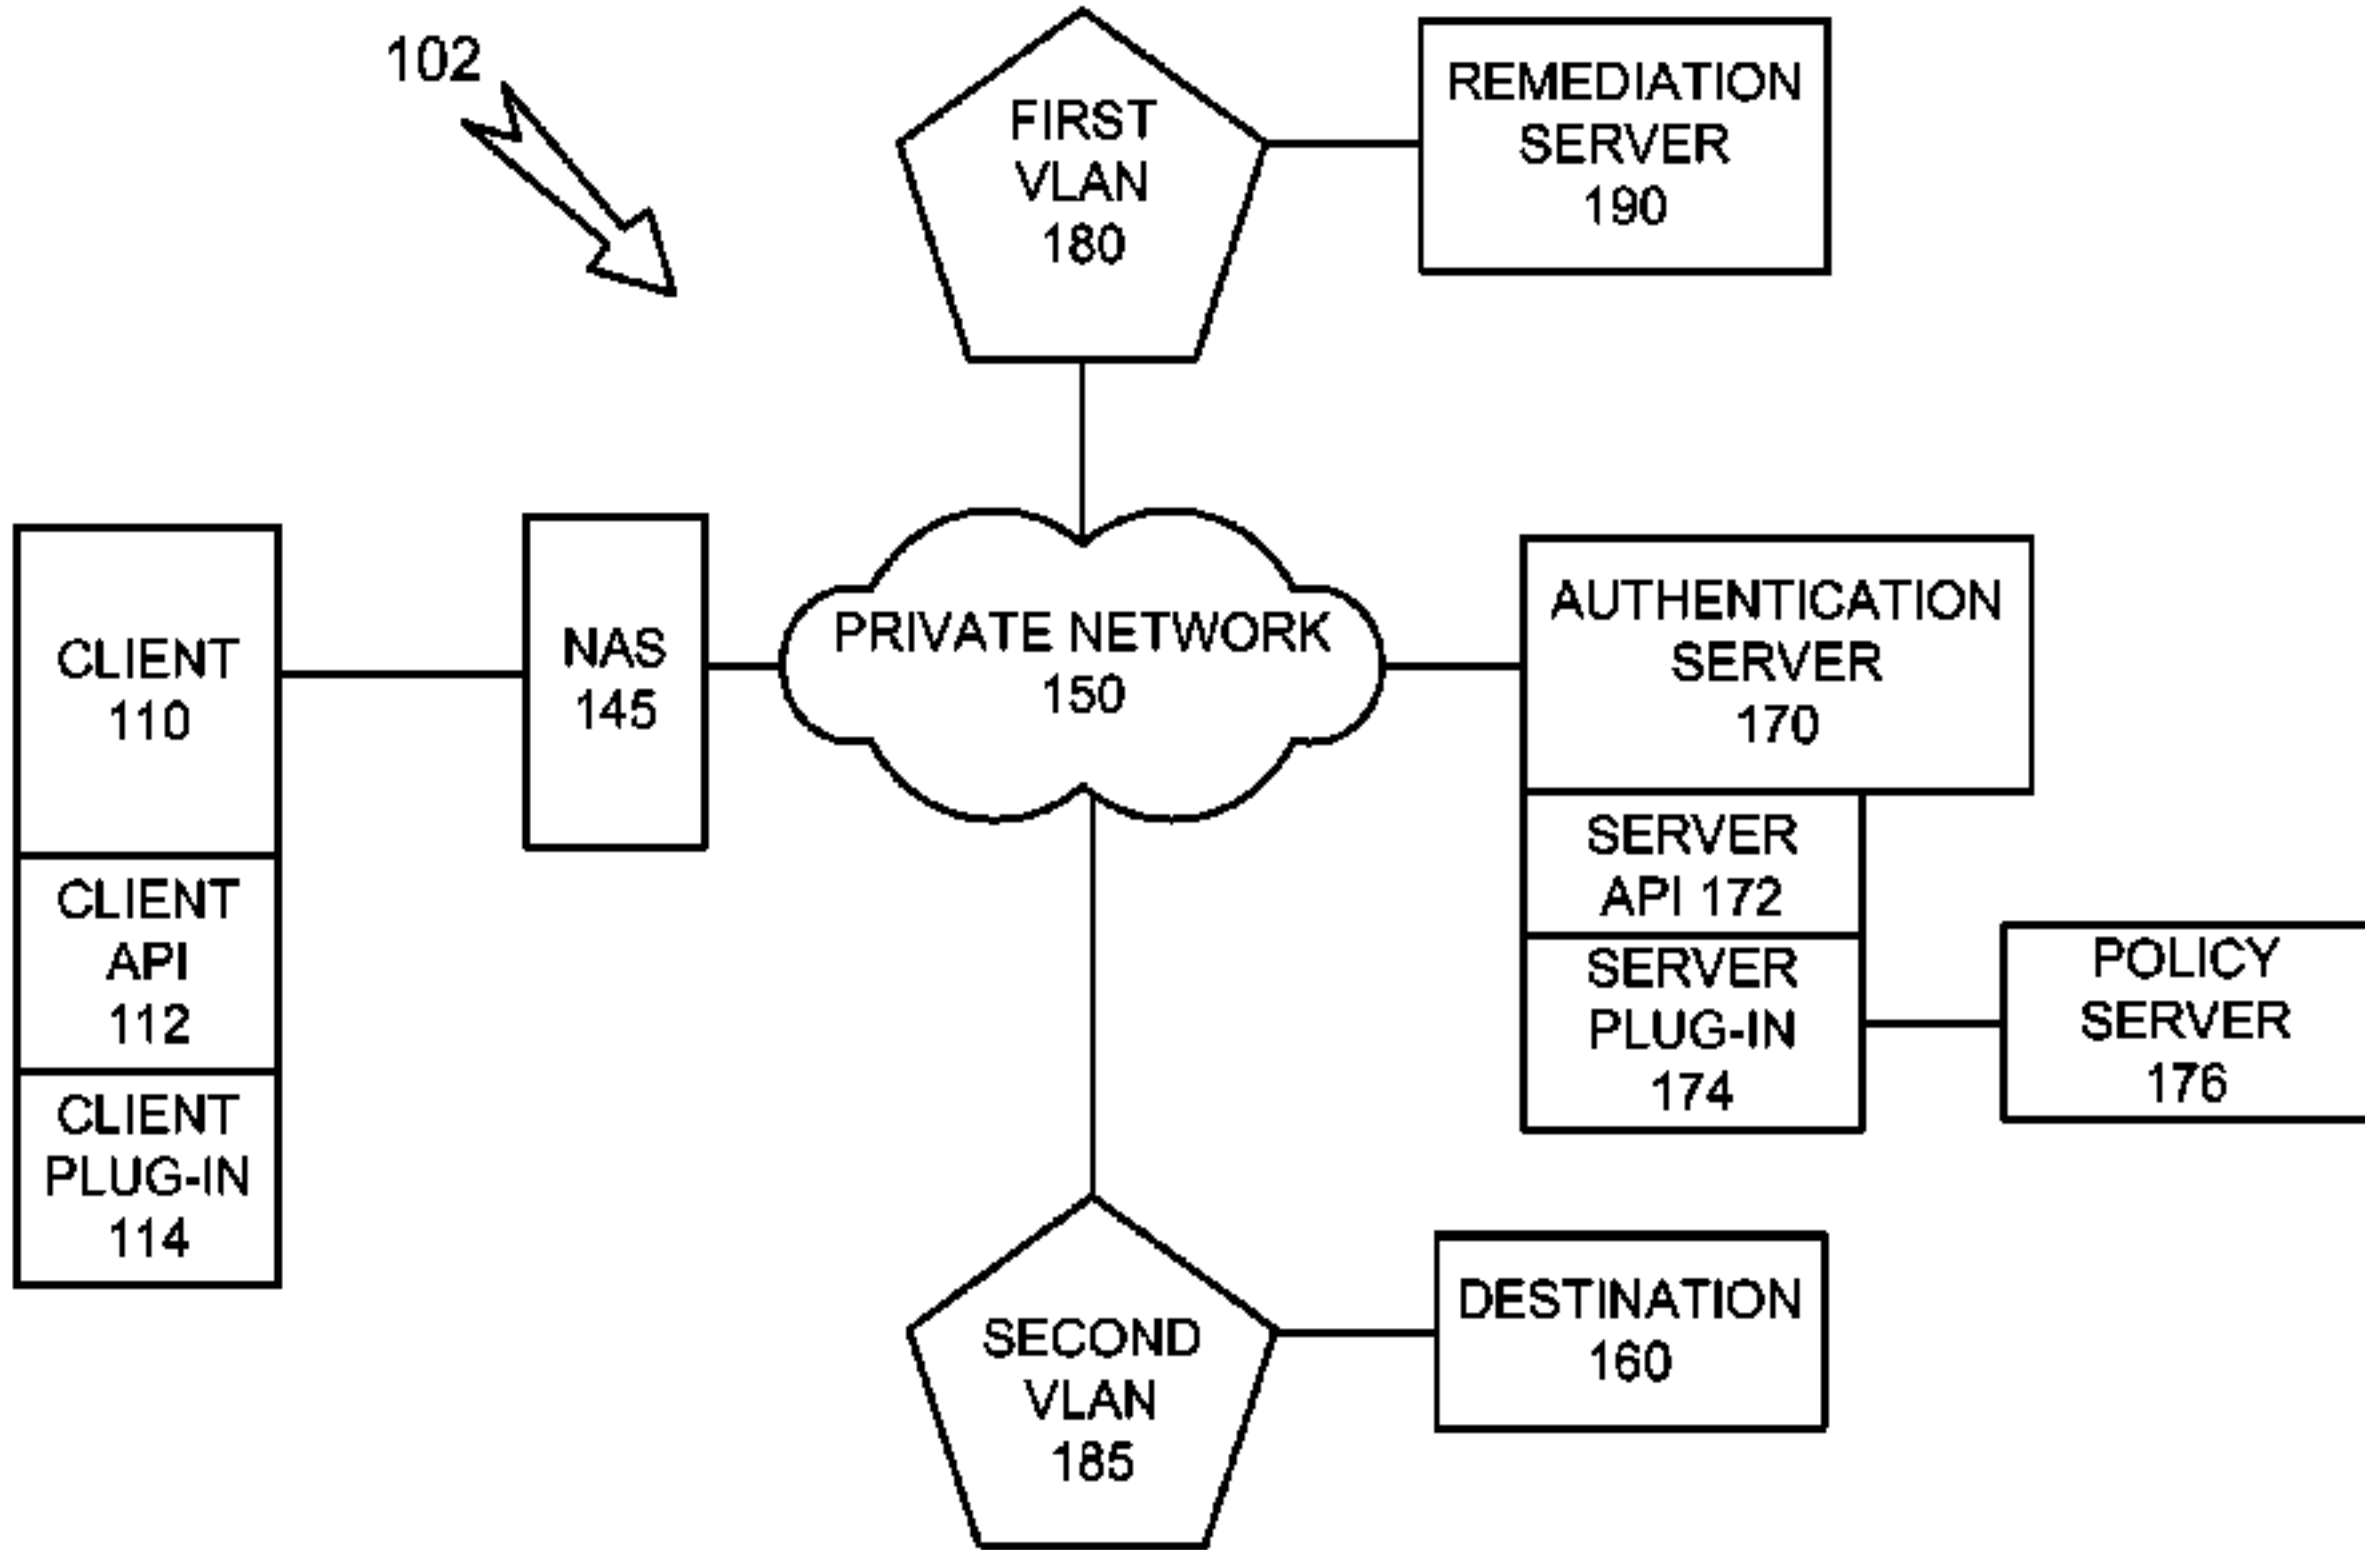 102
FIRST
VLAN
180
REMEDIATION
SERVER
190
CLIENT
110
CLIENT
API
112
CLIENT
PLUG-IN
114
NAS
145
PRIVATE NETWORK
150
AUTHENTICATION
SERVER
170
SERVER
API 172
SERVER
PLUG-IN
174
POLICY
SERVER
176
SECOND
VLAN
185
DESTINATION
160